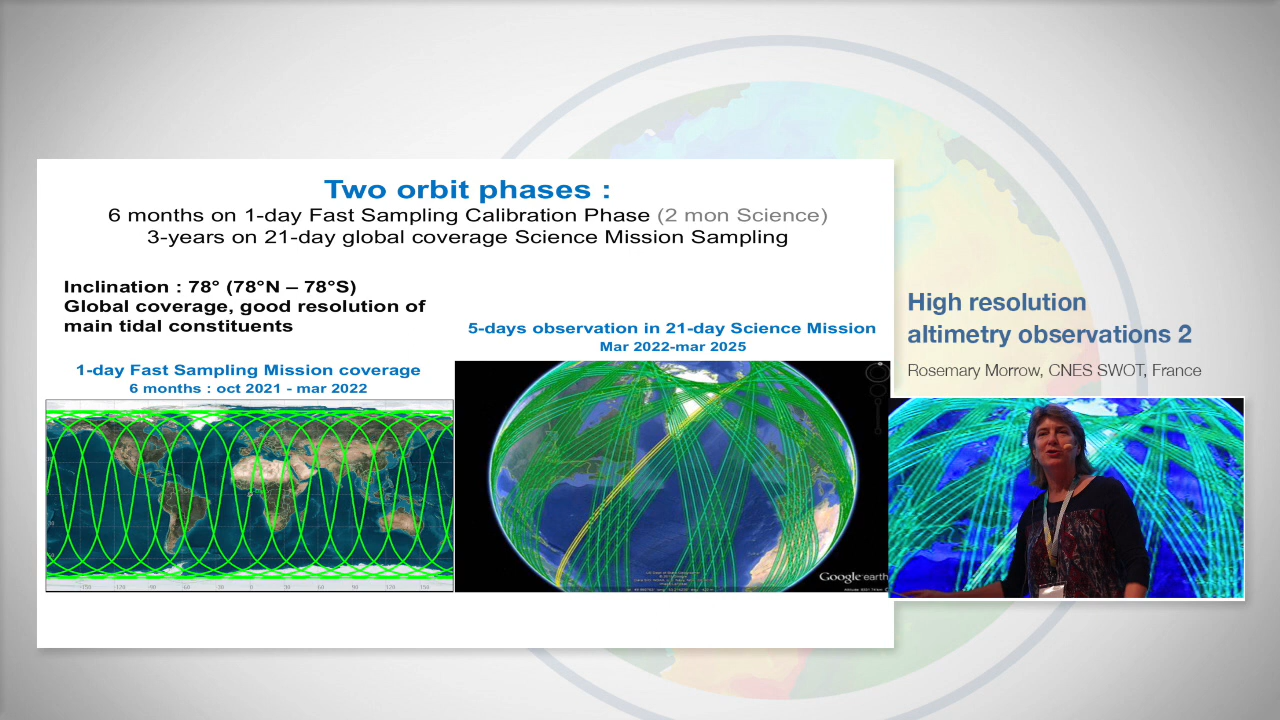 Two orbit phases :
6 months on 1-day Fast Sampling Calibration Phase (2 mon Science)
3-years on 21-day global coverage Science Mission Sampling
Inclination : 78° (78°N – 78°S)
Global coverage, good resolution of
main tidal constituents
5-days observation in 21-day Science Mission
Mar 2022-mar 2025
1-day Fast Sampling Mission coverage
6 months : oct 2021 - mar 2022
Google earth
High resolution
altimetry observations 2
Rosemary Morrow, CNES SWOT, France